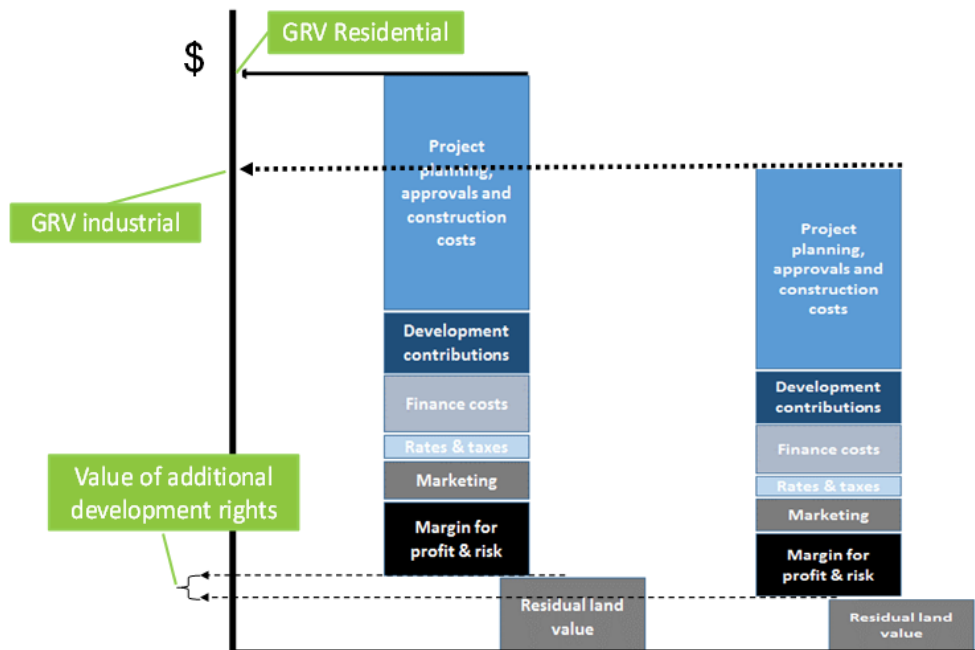 GRV Residential
$
GRV industrial
Value of additional
development rights
Project
planning,
approvals and
construction
costs
Development
contributions
Finance costs
Rates & taxes
Marketing
Margin for
profit & risk
Residual land
value
Project
planning,
approvals and
construction
costs
Development
contributions
Finance costs
Rates & taxes
Marketing
Margin for
profit & risk
Residual land
value